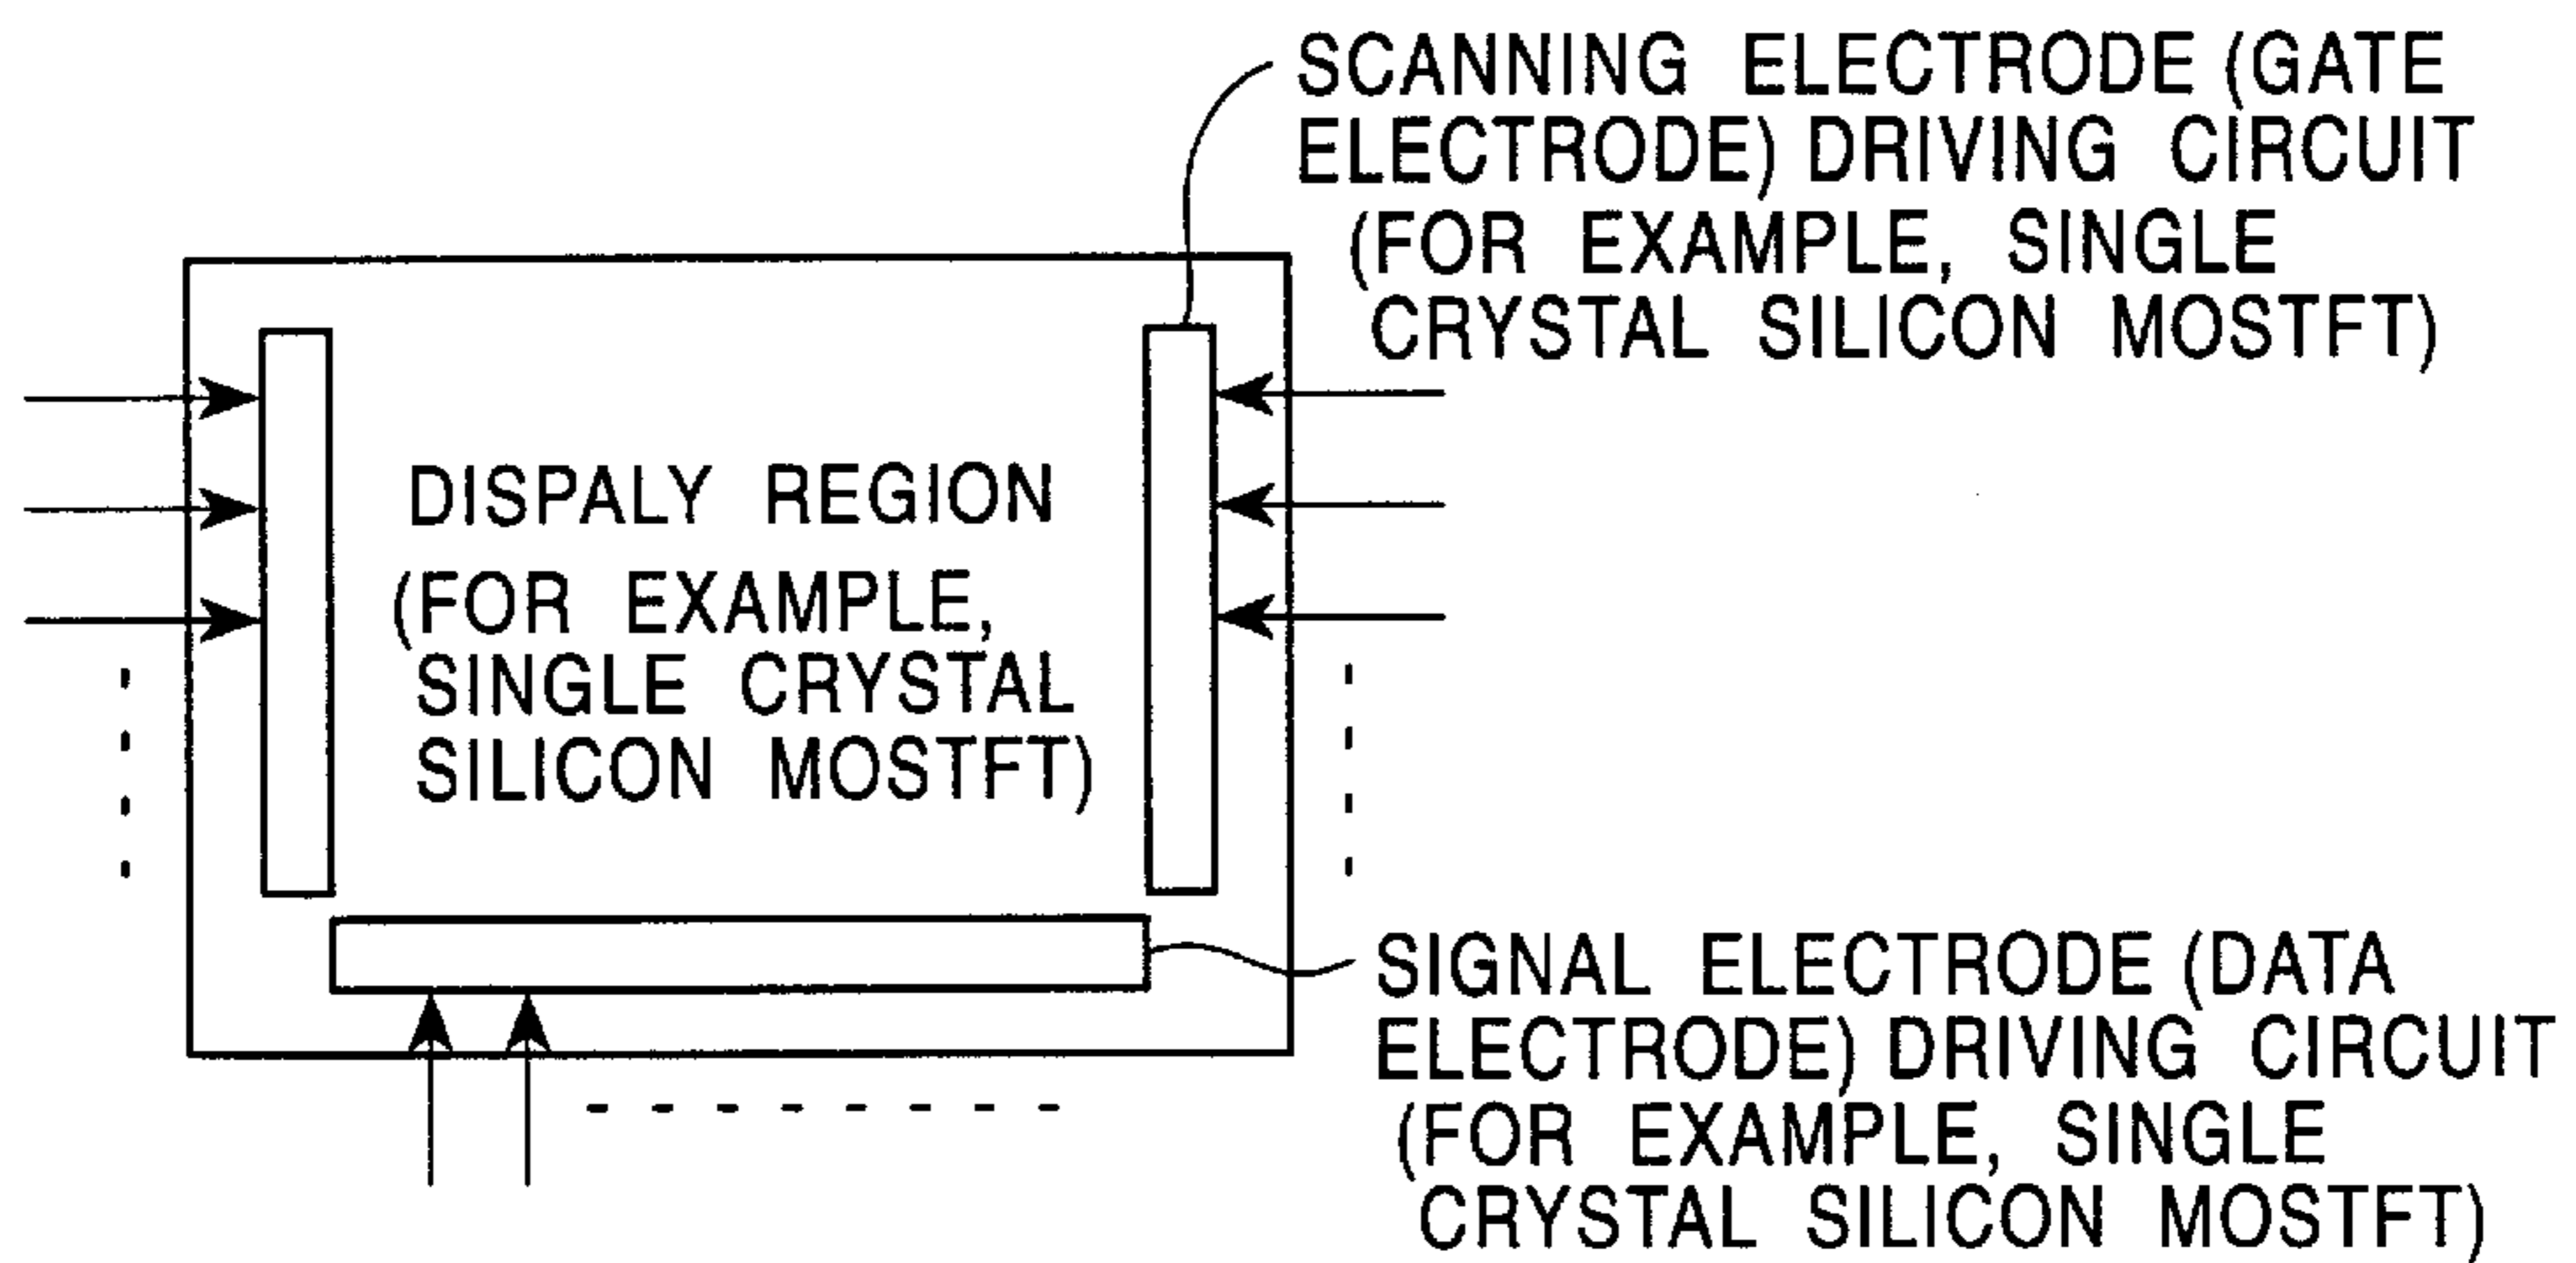 SCANNING ELECTRODE (GATE
ELECTRODE) DRIVING CIRCUIT
(FOR EXAMPLE, SINGLE
CRYSTAL SILICON MOSTFT)
DISPALY REGION
(FOR EXAMPLE,
SINGLE CRYSTAL
SILICON MOSTFT)
SIGNAL ELECTRODE (DATA
ELECTRODE) DRIVING CIRCUIT
(FOR EXAMPLE, SINGLE
CRYSTAL SILICON MOSTFT)